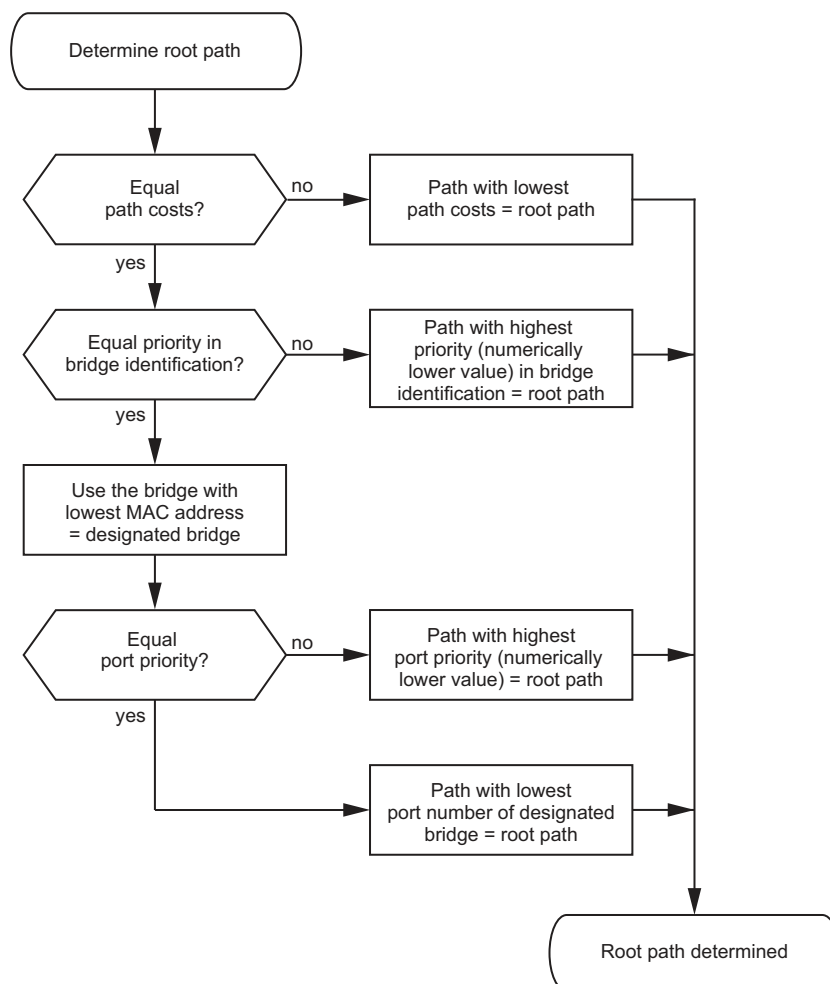 Determine root path
Equal
path costs?
no
Path with lowest
path costs = root path
yes
Equal priority in
bridge identification?
no
Path with highest
priority (numerically
lower value) in bridge
identification = root path
yes
Use the bridge with
lowest MAC address
= designated bridge
Equal
port priority?
no
Path with highest
port priority (numerically
lower value) = root path
yes
Path with lowest
port number of designated
bridge = root path
Root path determined